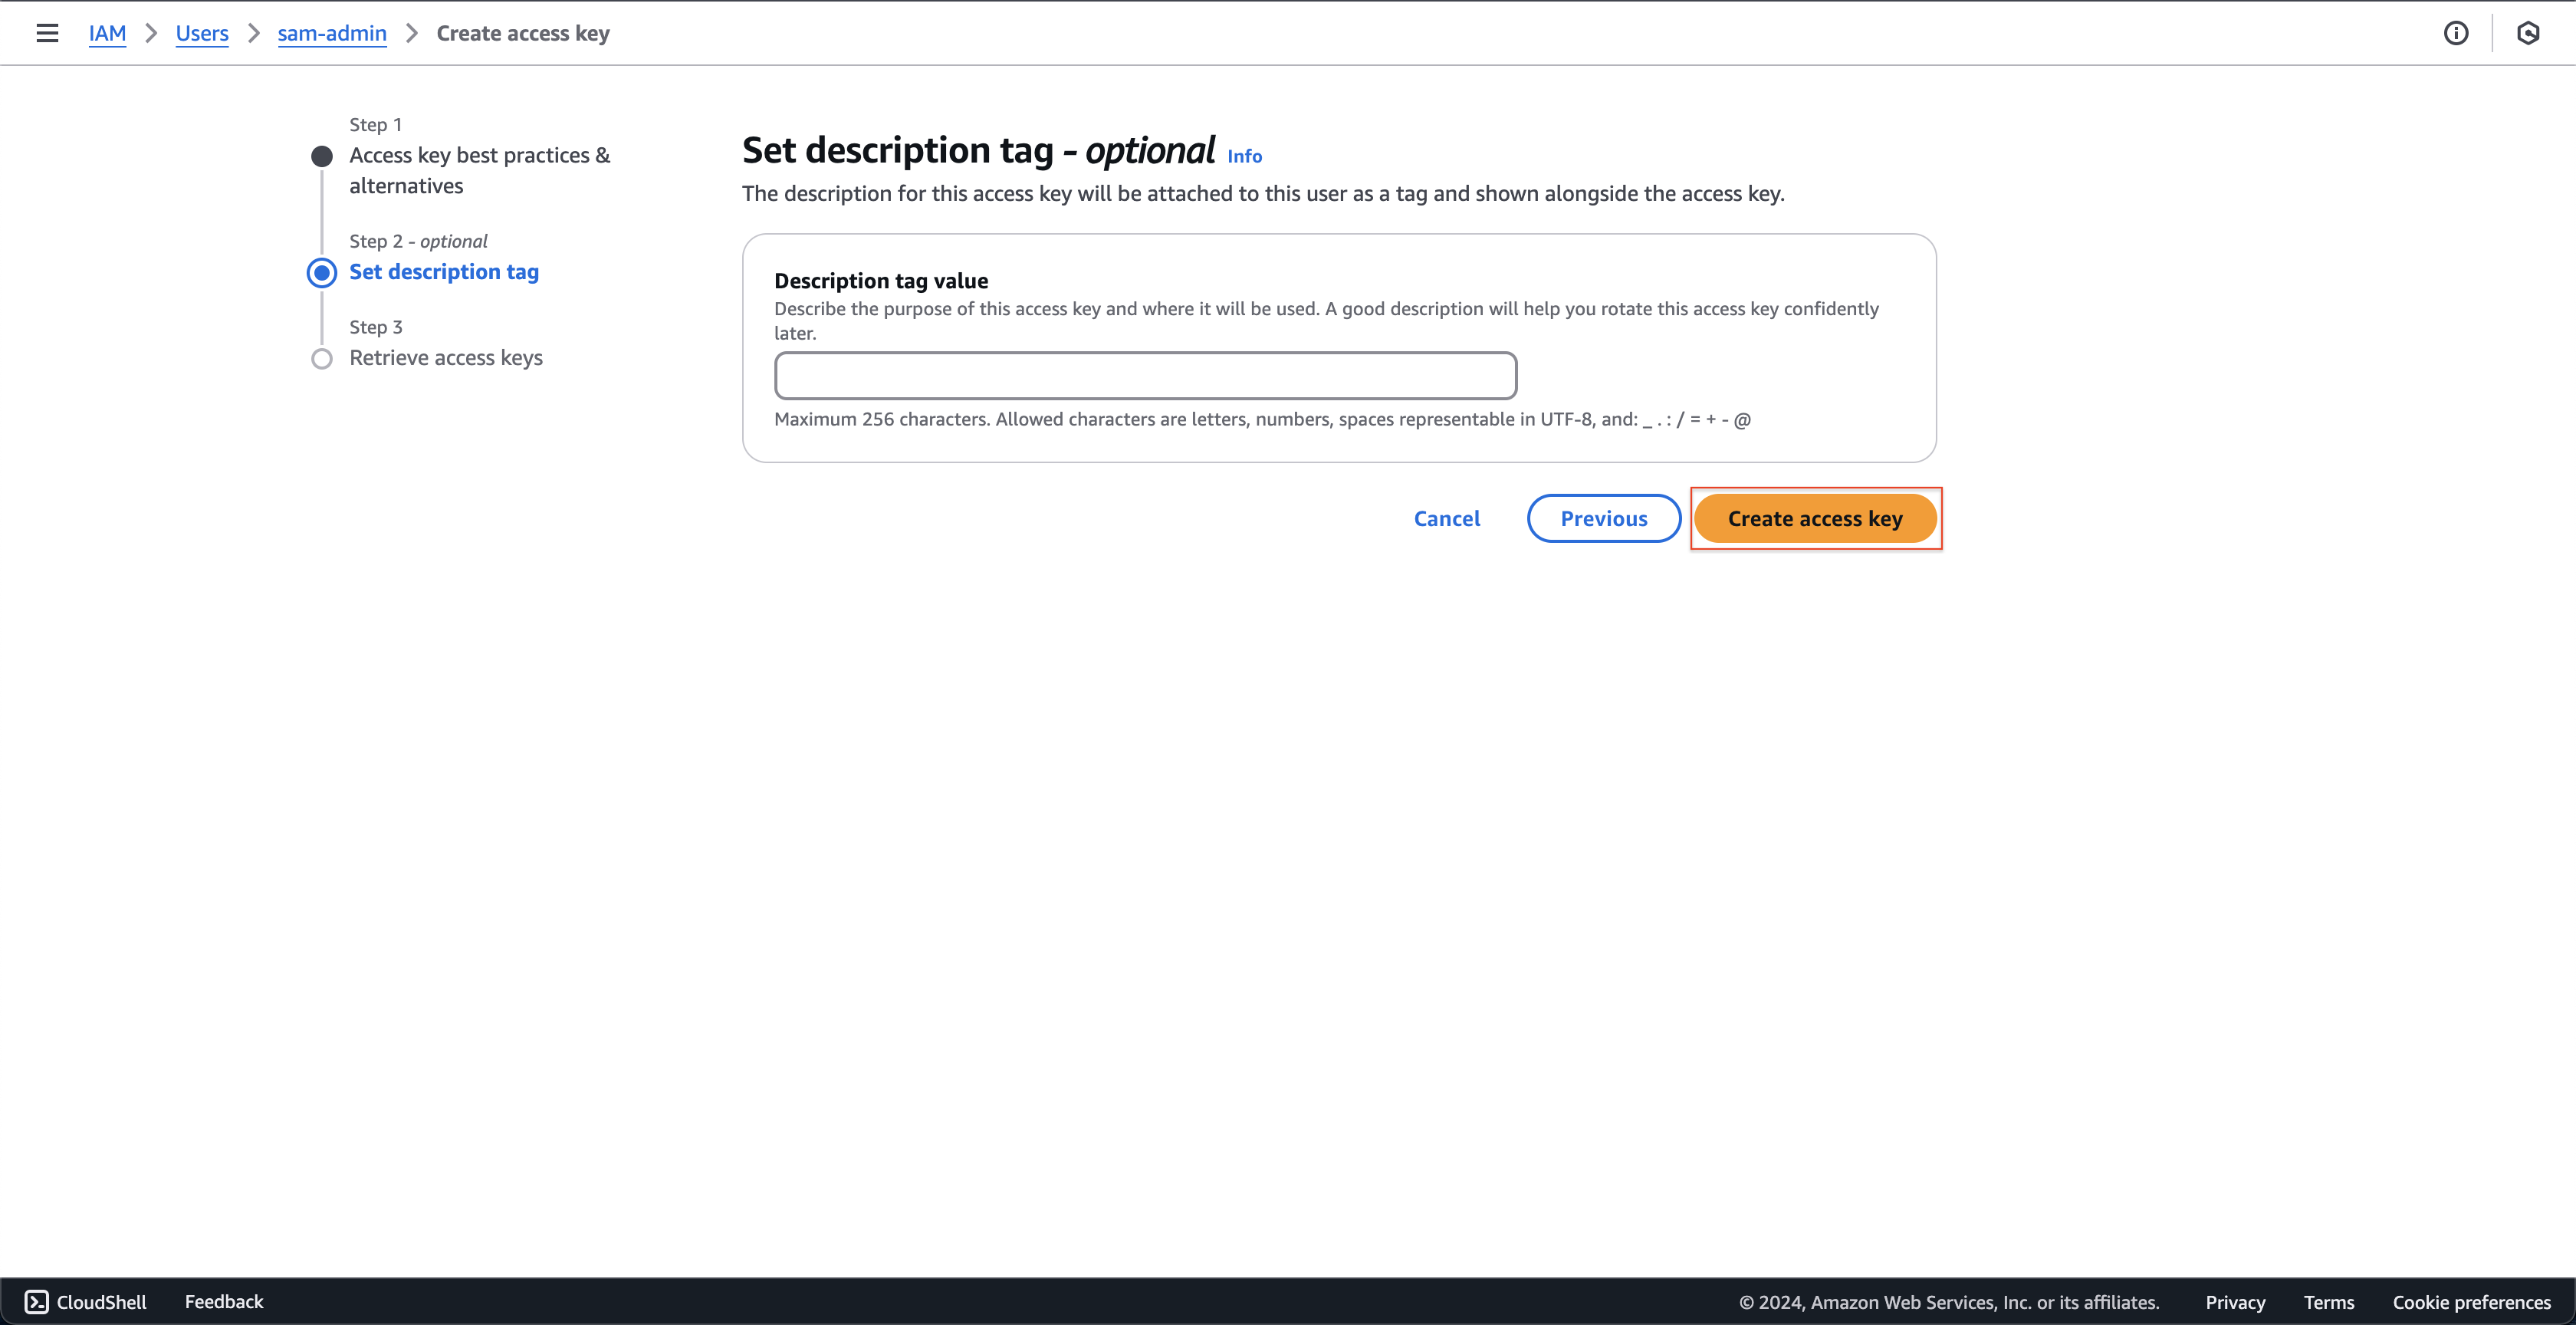 IAM > Users > sam-admin > Create access key
Step 1
Access key best practices &
alternatives
Step 2 - optional
Set description tag
Step 3
Retrieve access keys
Set description tag - optional Info
The description for this access key will be attached to this user as a tag and shown alongside the access key.
Description tag value
Describe the purpose of this access key and where it will be used. A good description will help you rotate this access key confidently
later.
Maximum 256 characters. Allowed characters are letters, numbers, spaces representable in UTF-8, and: _ . : / = + - @
Cancel Previous Create access key
CloudShell Feedback © 2024, Amazon Web Services, Inc. or its affiliates. Privacy Terms Cookie preferences